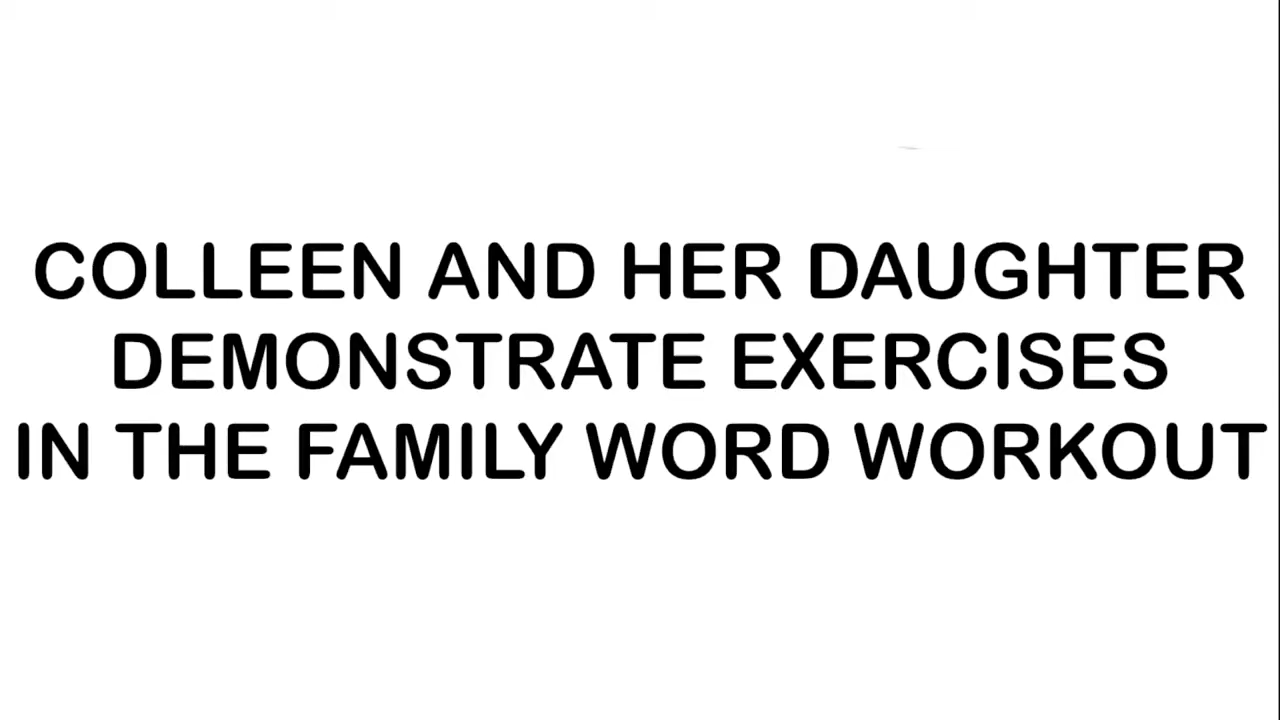 COLLEEN AND HER DAUGHTER
DEMONSTRATE EXERCISES
IN THE FAMILY WORD WORKOUT